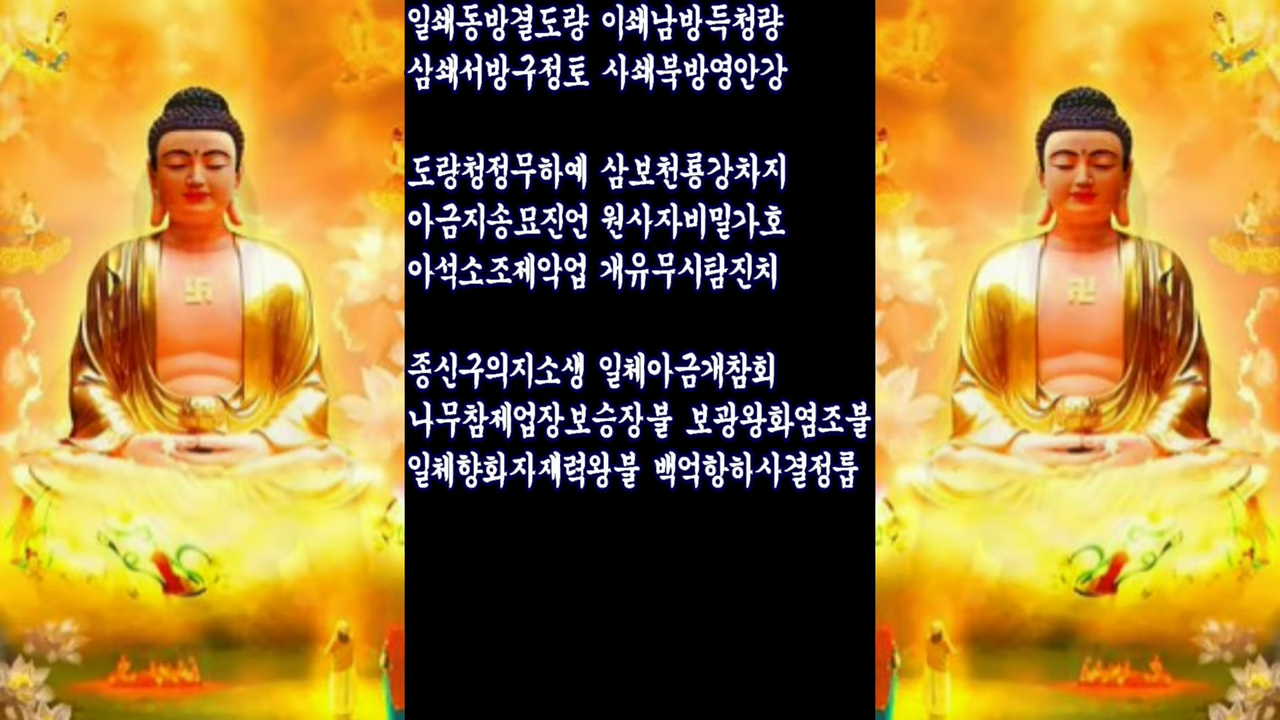 일쇄동방결도량 이쇄남방득청량
삼쇄서방구정토 사쇄북방영안강
도량청정무하예 삼보천룡강차지
아금지송묘진언 원사자비밀가호
아석소조제악업 개유무시탐진치
종신구의지소생 일체아금개참회
나무참제업장보승장불 보광왕화염조불
일체향화자재력왕불 백억항하사결정룹